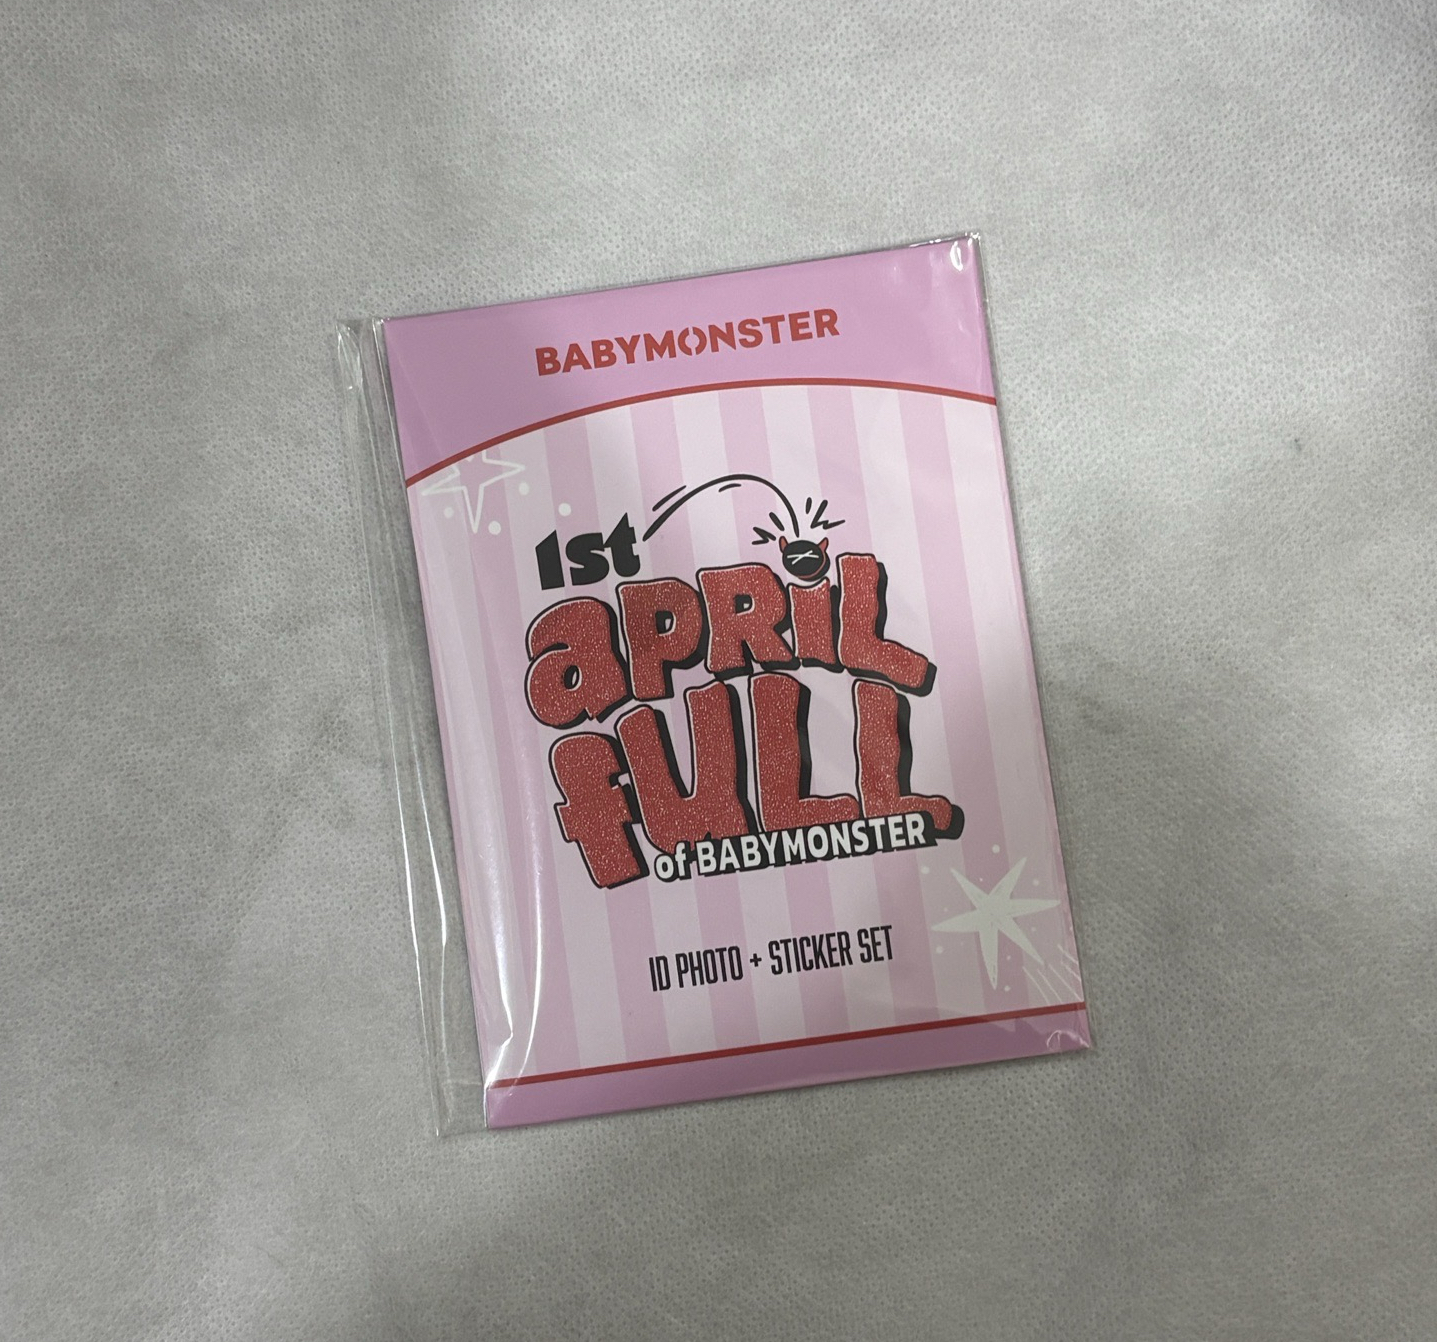 BABYMONSTER
1st
aPRiL
fULL
of BABYMONSTER
ID PHOTO + STICKER SET